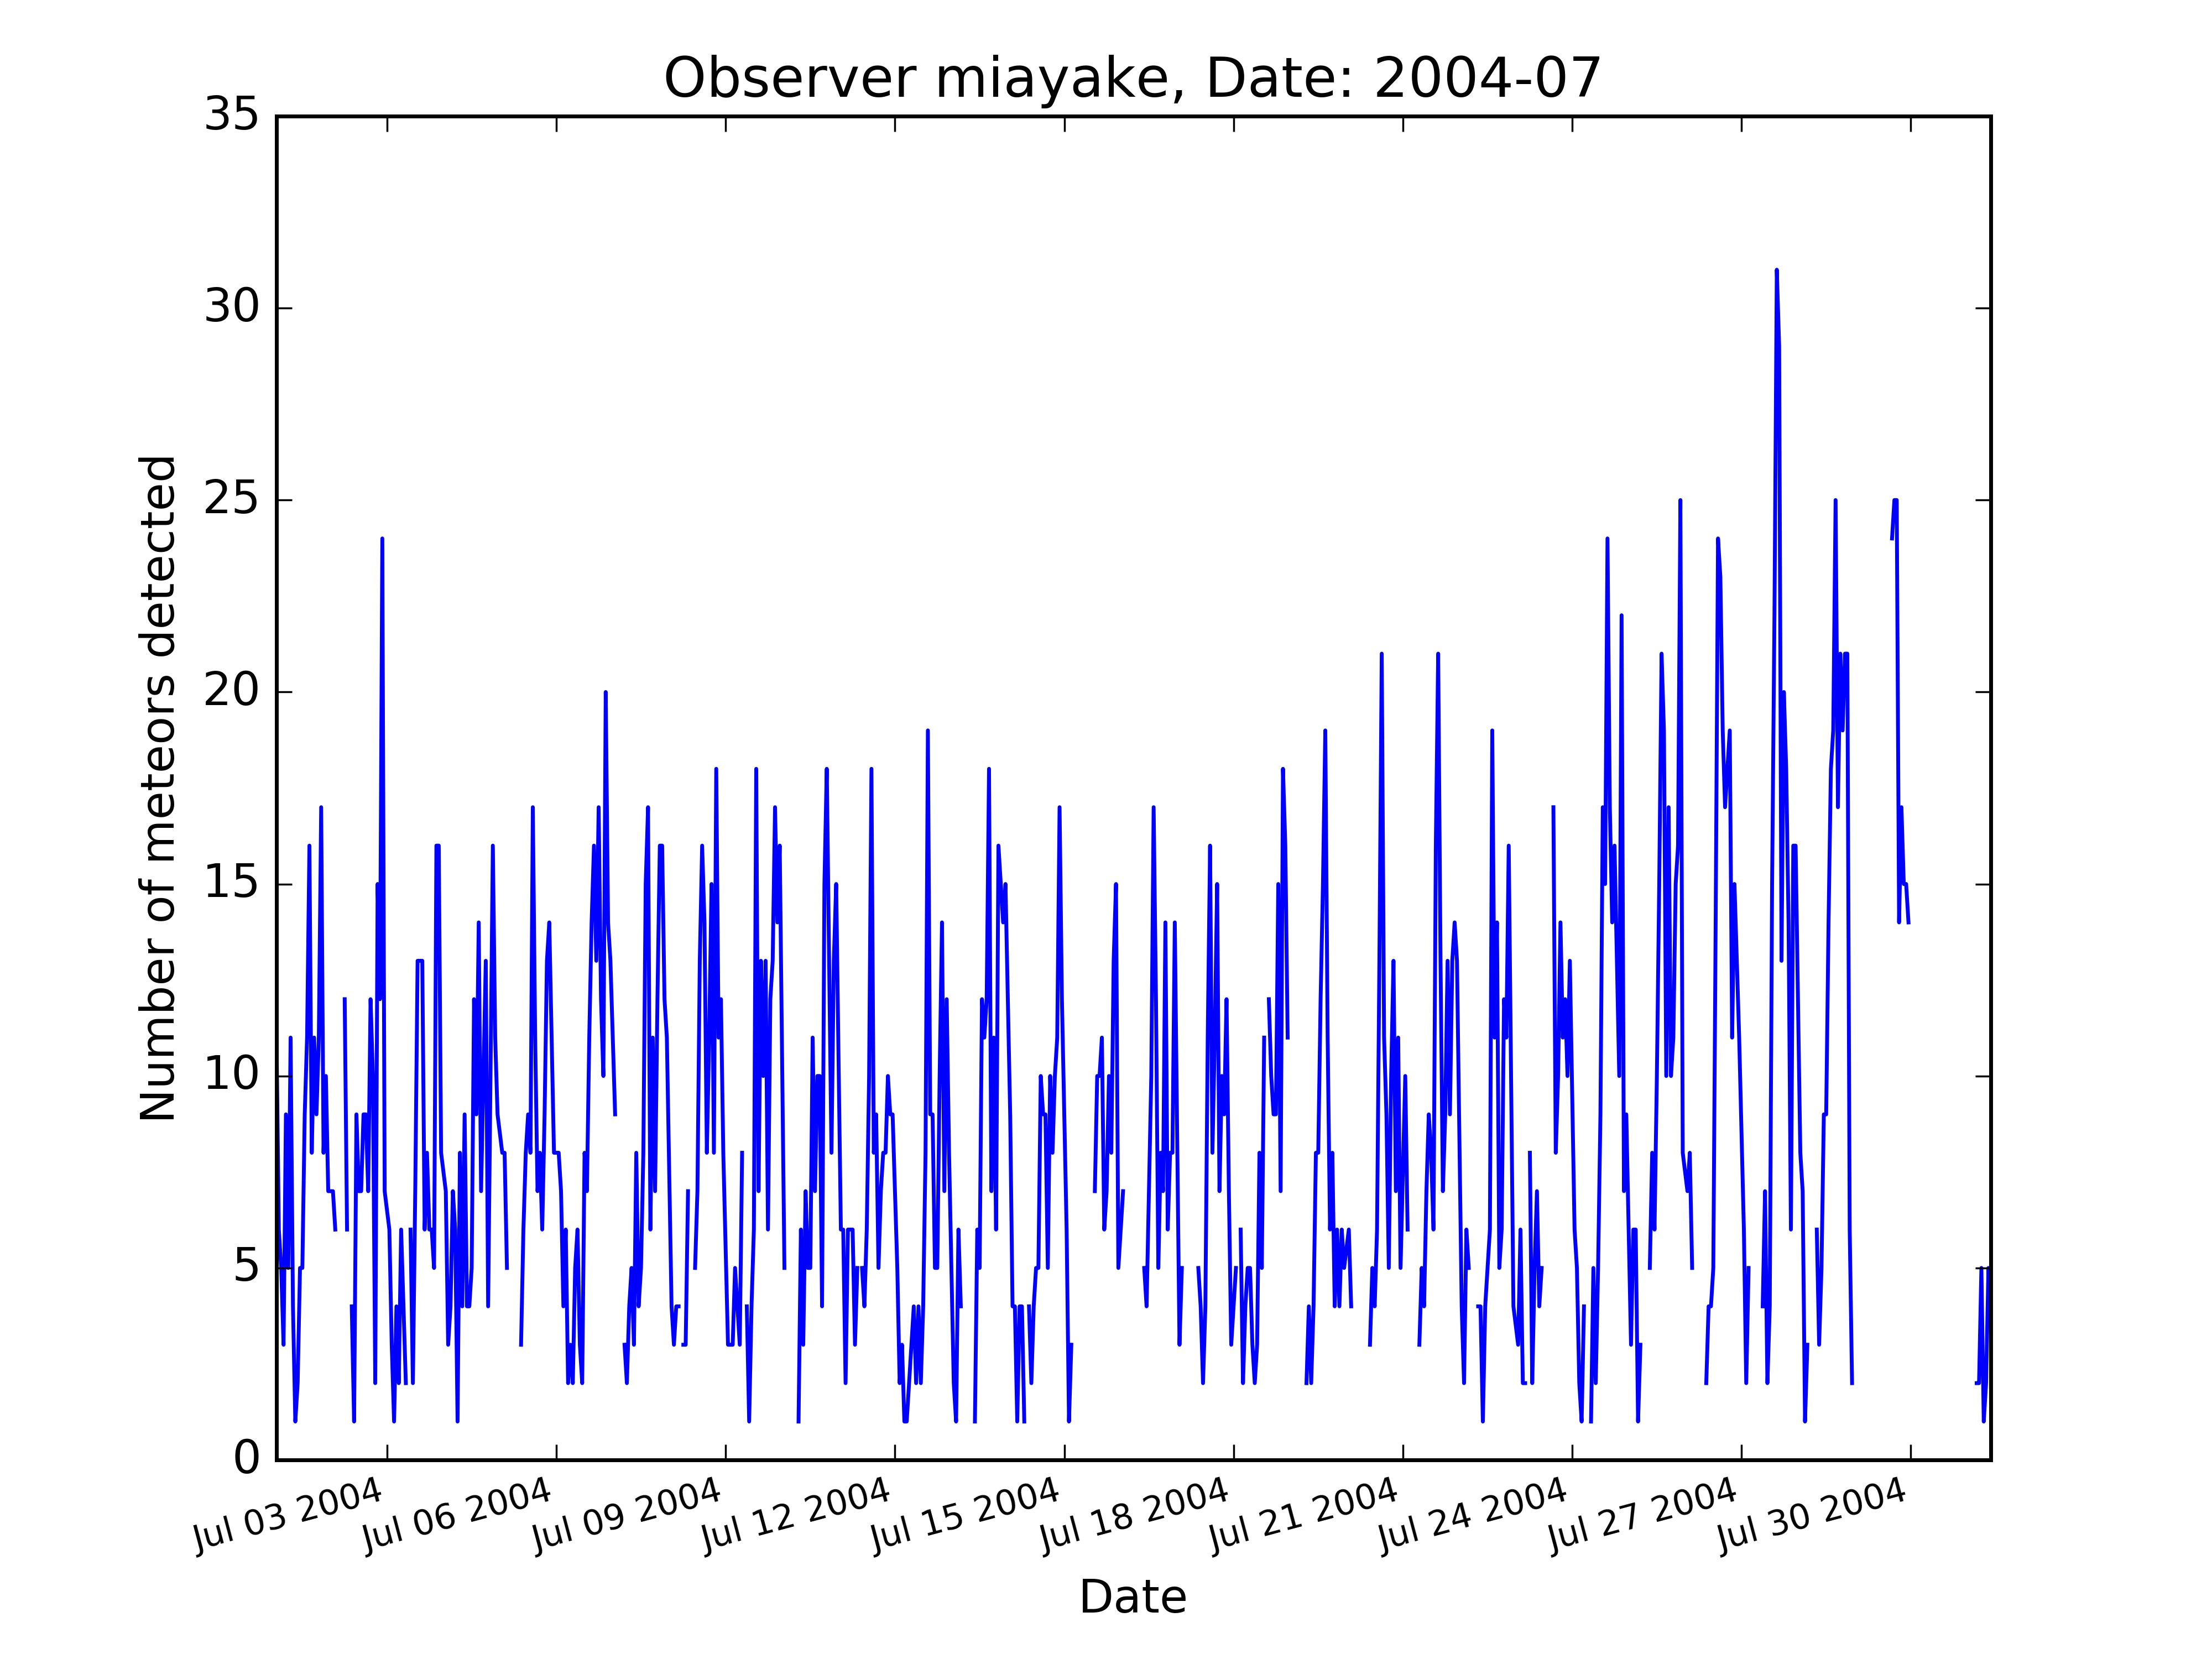 Observer miayake, Date: 2004-07
35
30
25
20
15
10
5
0
Number of meteors detected
Jul 03 2004
Jul 06 2004
Jul 09 2004
Jul 12 2004
Jul 15 2004
Jul 18 2004
Jul 21 2004
Jul 24 2004
Jul 27 2004
Jul 30 2004
Date